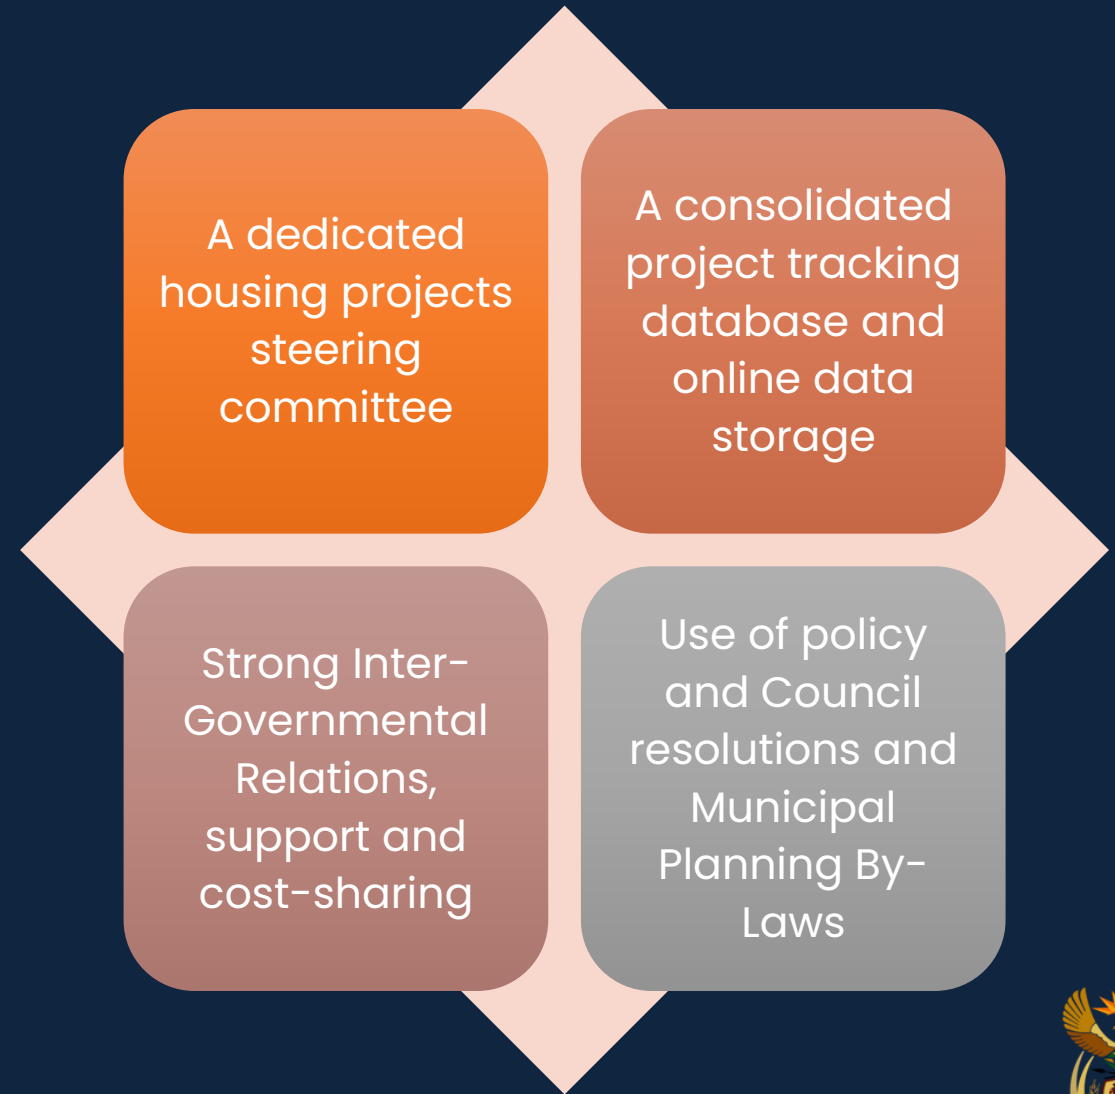 A dedicated
housing projects
steering
committee
A consolidated
project tracking
database and
online data
storage
Strong Inter-
Governmental
Relations,
support and
cost-sharing
Use of policy
and Council
resolutions and
Municipal
Planning By-
Laws